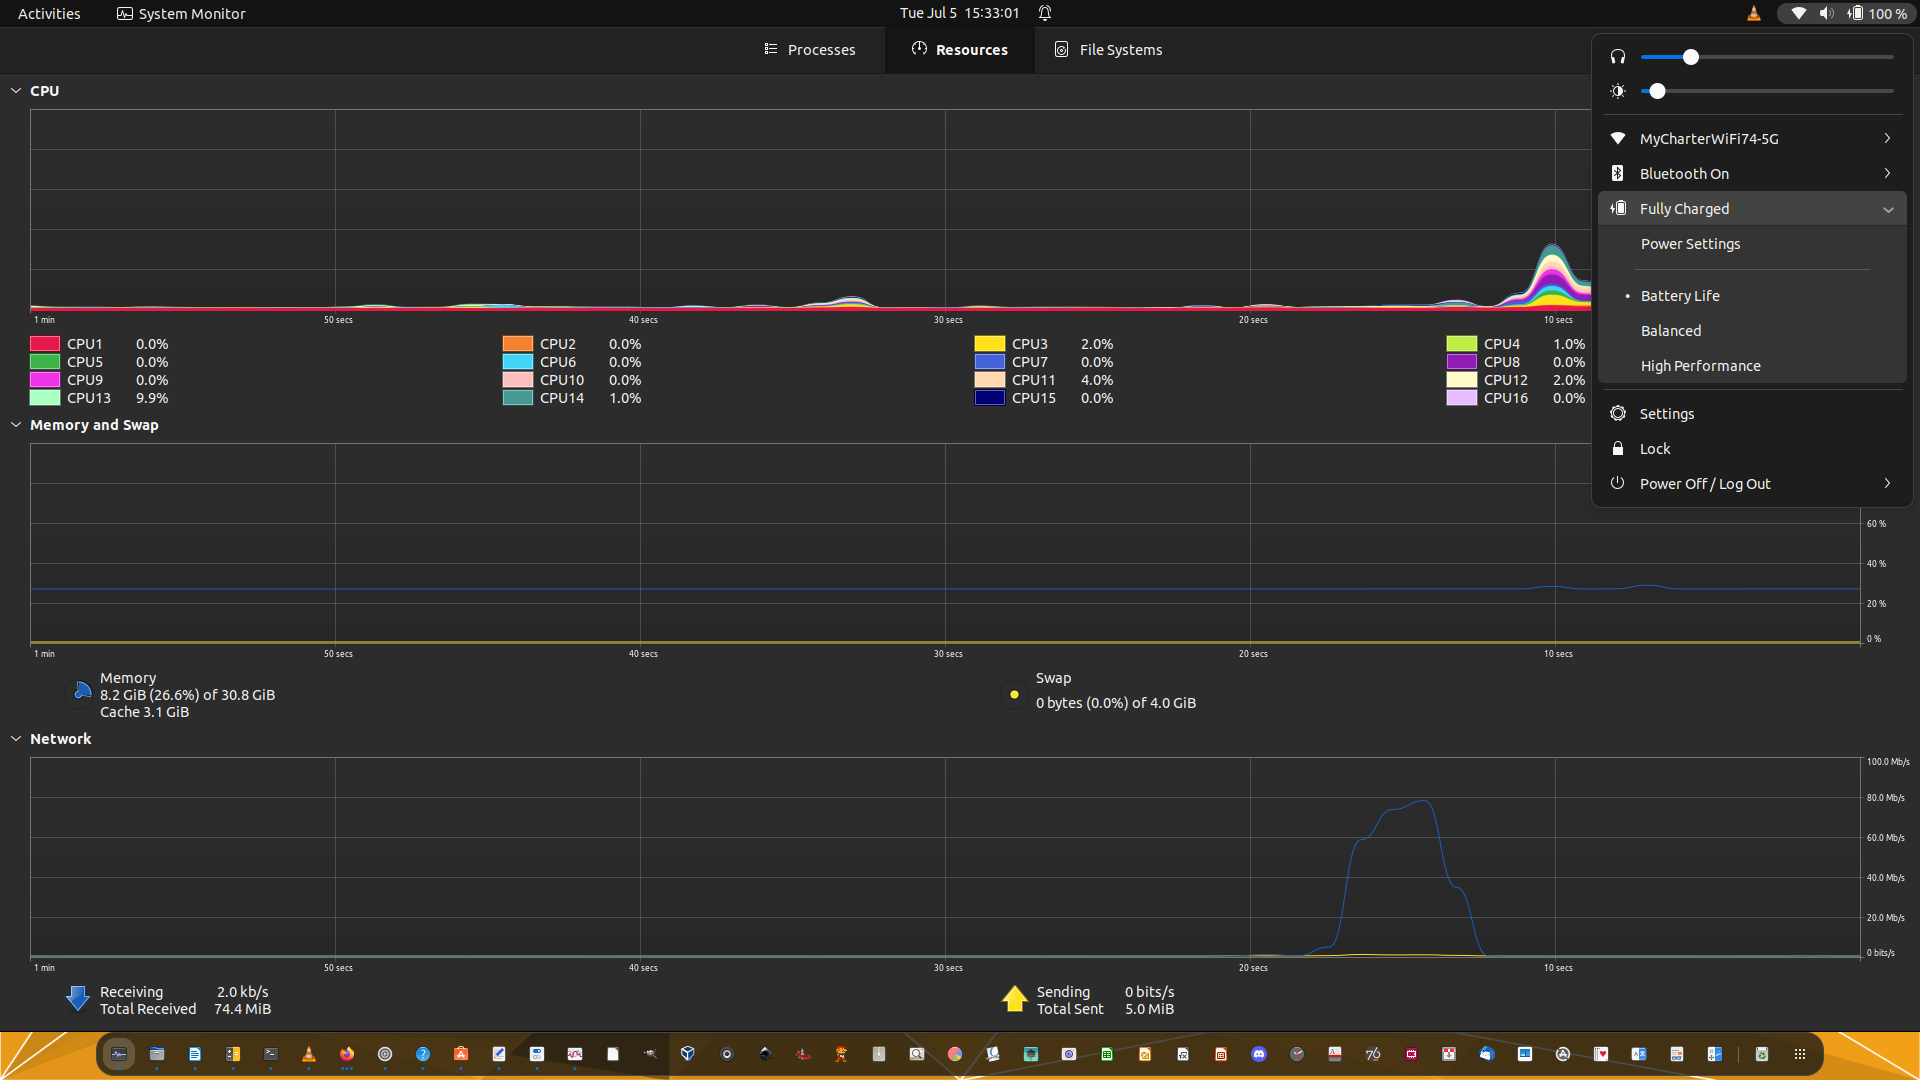 Activities
System Monitor
Tue Jul 5 15:33:01
100 %
Processes
Resources
File Systems
CPU
1 min
50 secs
40 secs
30 secs
20 secs
10 secs
CPU1 0.0%
CPU2 0.0%
CPU3 2.0%
CPU4 1.0%
CPU5 0.0%
CPU6 0.0%
CPU7 0.0%
CPU8 0.0%
CPU9 0.0%
CPU10 0.0%
CPU11 4.0%
CPU12 2.0%
CPU13 9.9%
CPU14 1.0%
CPU15 0.0%
CPU16 0.0%
MyCharterWiFi74-5G
Bluetooth On
Fully Charged
Power Settings
• Battery Life
Balanced
High Performance
Settings
Lock
Power Off / Log Out
Memory and Swap
60 %
40 %
20 %
0 %
1 min
50 secs
40 secs
30 secs
20 secs
10 secs
Memory
8.2 GiB (26.6%) of 30.8 GiB
Cache 3.1 GiB
Swap
0 bytes (0.0%) of 4.0 GiB
Network
100.0 Mb/s
80.0 Mb/s
60.0 Mb/s
40.0 Mb/s
20.0 Mb/s
0 bits/s
1 min
50 secs
40 secs
30 secs
20 secs
10 secs
Receiving 2.0 kb/s
Total Received 74.4 MiB
Sending 0 bits/s
Total Sent 5.0 MiB
76